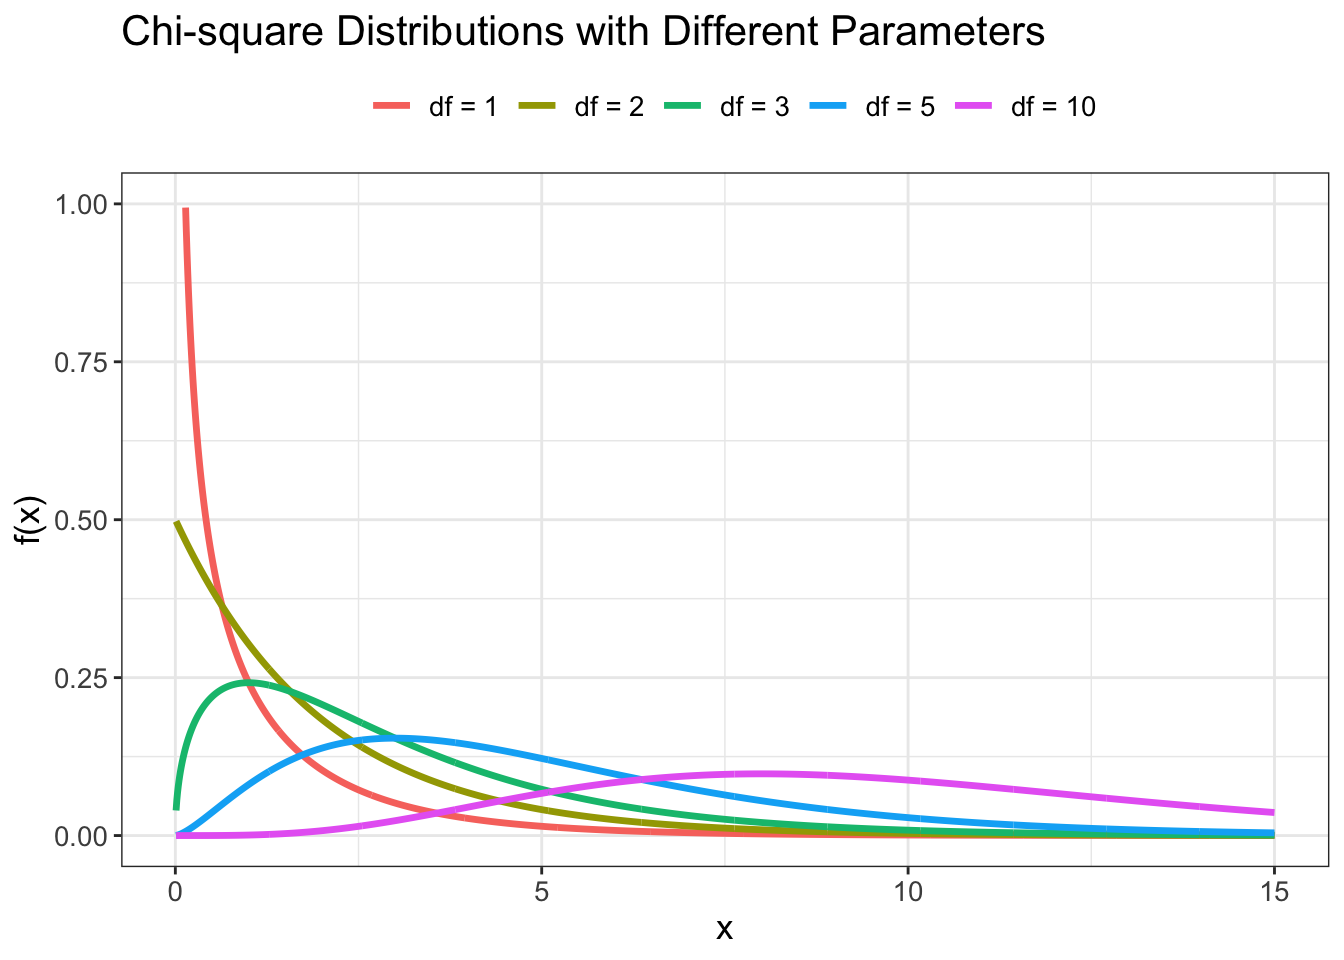 Chi-square Distributions with Different Parameters
df = 1 df = 2 df = 3 df = 5 df = 10
1.00
0.75
f(x)
0.50
0.25
0.00
0 5 10 15
x